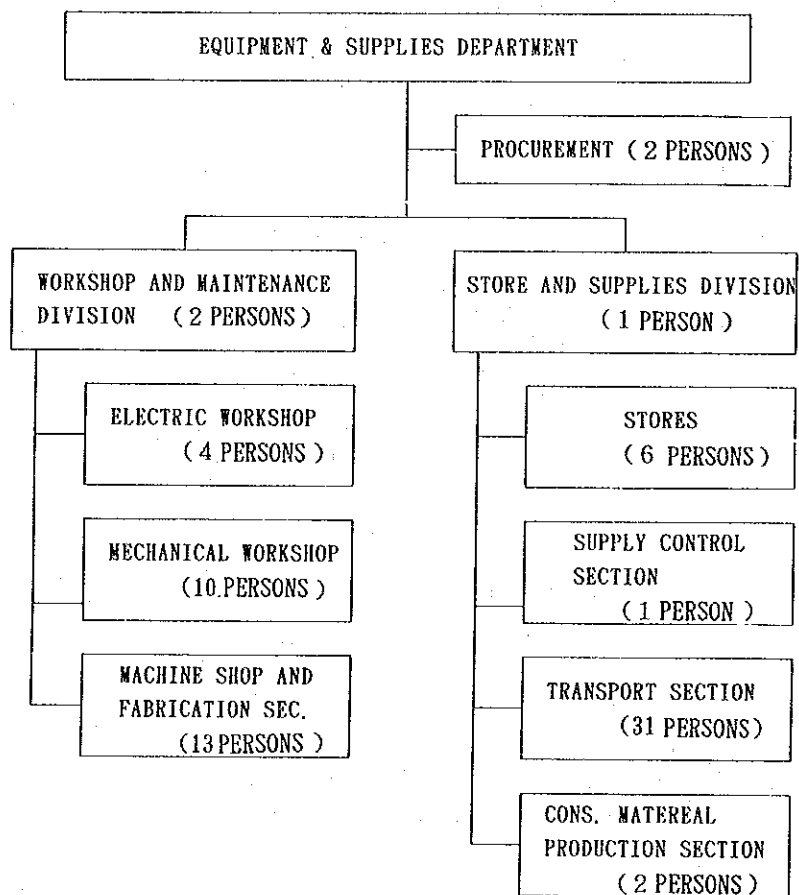 EQUIPMENT & SUPPLIES DEPARTMENT
PROCUREMENT ( 2 PERSONS )
WORKSHOP AND MAINTENANCE
DIVISION ( 2 PERSONS )
ELECTRIC WORKSHOP
( 4 PERSONS )
MECHANICAL WORKSHOP
(10. PERSONS )
MACHINE SHOP AND
FABRICATION SEC.
(13 PERSONS )
STORE AND SUPPLIES DIVISION
( 1 PERSON )
STORES
( 6 PERSONS )
SUPPLY CONTROL
SECTION
( 1 PERSON )
TRANSPORT SECTION
(31 PERSONS)
CONS. MATEREAL
PRODUCTION SECTION
( 2 PERSONS )